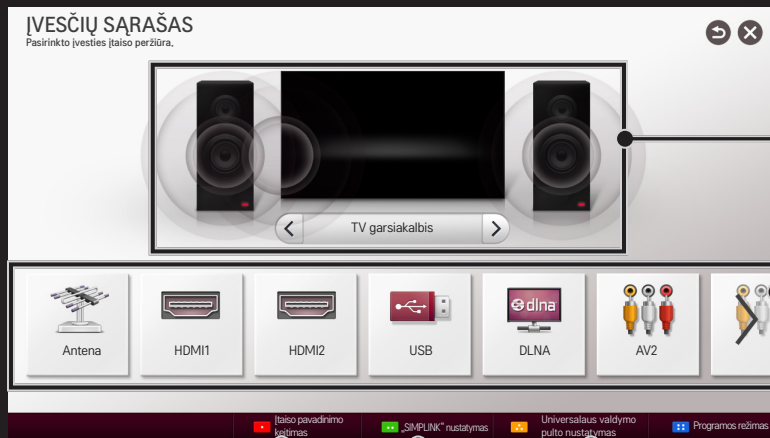 ĮVESČIŲ SĄRAŠAS
Pasirinkto įvesties įtaiso peržiūra.
TV garsiakalbis
dlna
Antena
HDMI1
HDMI2
USB
DLNA
AV2
Įtaiso pavadinimo
keitimas
„SIMPLINK“ nustatymas
Universalaus valdymo
pulto nustatymas
Programos režimas